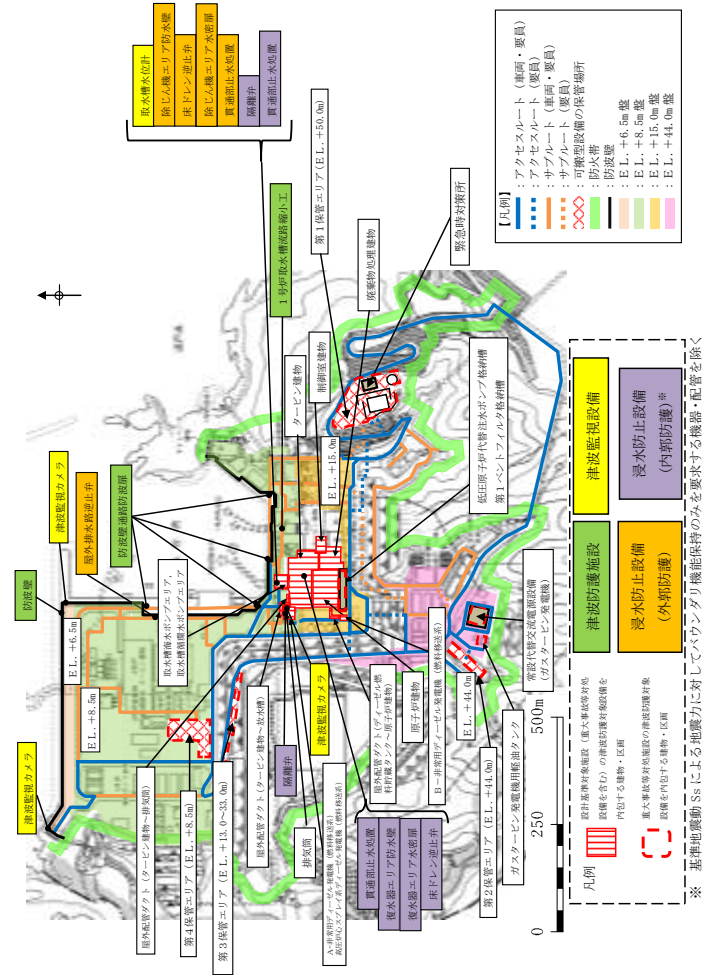 津波監視カメラ
防波壁
津波監視カメラ
屋外排水路逆止弁
防波壁通路防波扉
1号炉取水槽流路縮小工
取水槽水位計
除じん機エリア防水壁
床ドレン逆止弁
除じん機エリア水密扉
貫通部止水処置
隔離弁
貫通部止水処置
EL.+6.5m
EL.+8.5m
取水槽海水ポンプエリア,
取水槽循環水ポンプエリア
タービン建物
制御室建物
EL.+15.0m
第1保管エリア(EL.+50.0m)
廃棄物処理建物
緊急時対策所
低圧原子炉代替注水ポンプ格納槽
第1ベントフィルタ格納槽
屋外配管ダクト(タービン建物~排気筒)
第4保管エリア(EL.+8.5m)
第3保管エリア(EL.+13.0~33.0m)
屋外配管ダクト(タービン建物~放水槽)
隔離弁
排気筒
津波監視カメラ
A-非常用ディーゼル発電機(燃料移送系)
高圧炉心スプレイ系ディーゼル発電機(燃料移送系)
貫通部止水処置
復水器エリア防水壁
復水器エリア水密扉
床ドレン逆止弁
屋外配管ダクト(ディーゼル燃
料貯蔵タンク~原子炉建物)
原子炉建物
B-非常用ディーゼル発電機(燃料移送系)
EL.+44.0m
第2保管エリア(EL.+44.0m)
ガスタービン発電機用軽油タンク
常設代替交流電源設備
(ガスタービン発電機)
【凡例】
:アクセスルート(車両・要員)
:アクセスルート(要員)
:サブルート(車両・要員)
:サブルート(要員)
:可搬型設備の保管場所
:防火帯
:防波壁
:EL.+6.5m盤
:EL.+8.5m盤
:EL.+15.0m盤
:EL.+44.0m盤
0
250
500m
凡例
設計基準対象施設(重大事故等対処
設備を含む)の津波防護対象設備を
内包する建物・区画
重大事故等対処施設の津波防護対象
設備を内包する建物・区画
津波防護施設
津波監視設備
浸水防止設備
(外郭防護)
浸水防止設備
(内郭防護)※
※ 基準地震動Ssによる地震力に対してバウンダリ機能保持のみを要求する機器・配管を除く